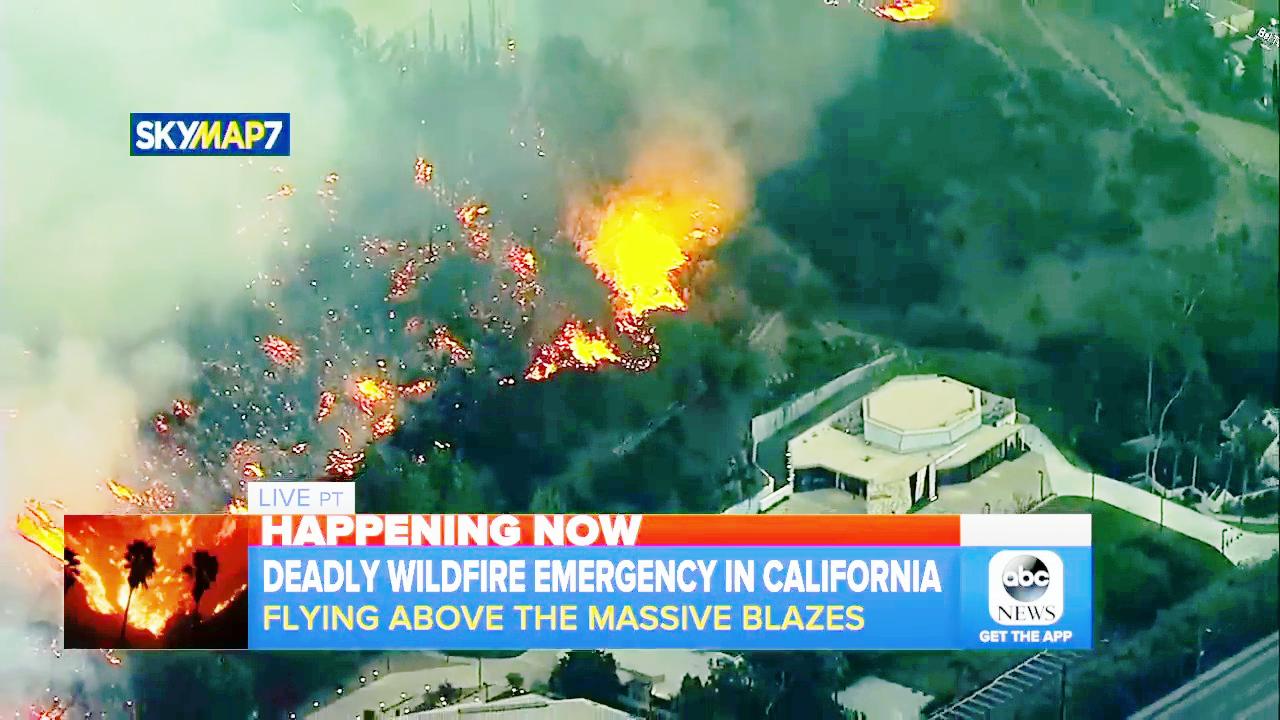 SKYMAP7
LIVE PT
HAPPENING NOW
DEADLY WILDFIRE EMERGENCY IN CALIFORNIA
FLYING ABOVE THE MASSIVE BLAZES
abc
NEWS
GET THE APP